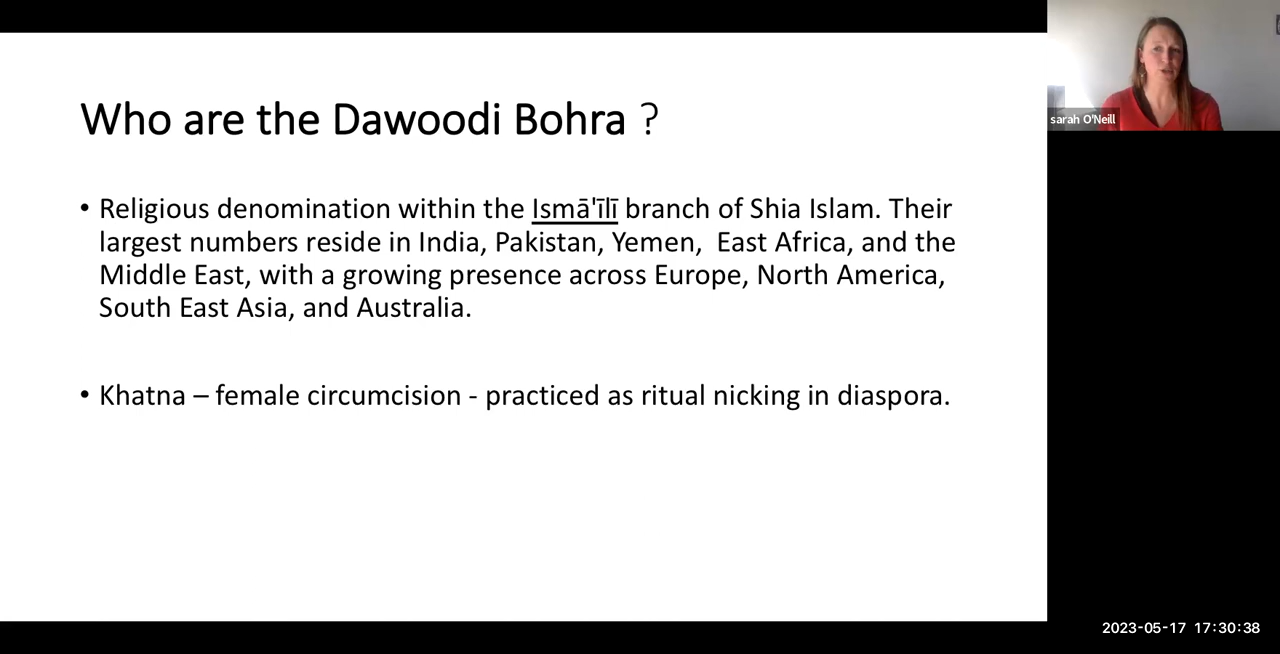 Who are the Dawoodi Bohra ?
• Religious denomination within the Ismā'īlī branch of Shia Islam. Their
largest numbers reside in India, Pakistan, Yemen,  East Africa, and the
Middle East, with a growing presence across Europe, North America,
South East Asia, and Australia.
• Khatna – female circumcision - practiced as ritual nicking in diaspora.
sarah O'Neill
2023-05-17 17:30:38